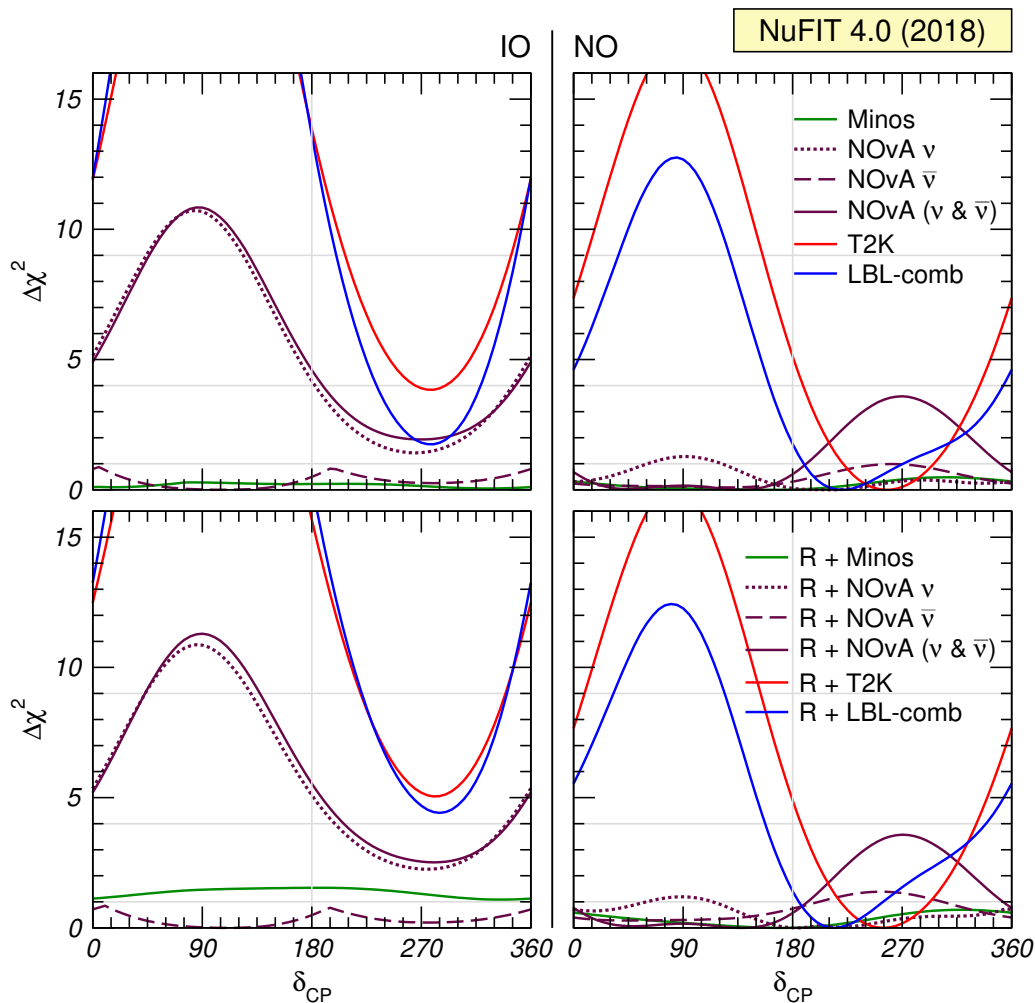 NuFIT 4.0 (2018)
IO NO
15
10
5
0
Δχ²
Minos
NOvA ν
NOvA ν̅
NOvA (ν & ν̅)
T2K
LBL-comb
15
10
5
0
Δχ²
R + Minos
R + NOvA ν
R + NOvA ν̅
R + NOvA (ν & ν̅)
R + T2K
R + LBL-comb
0 90 180 270 0 90 180 270 360
δCP δCP